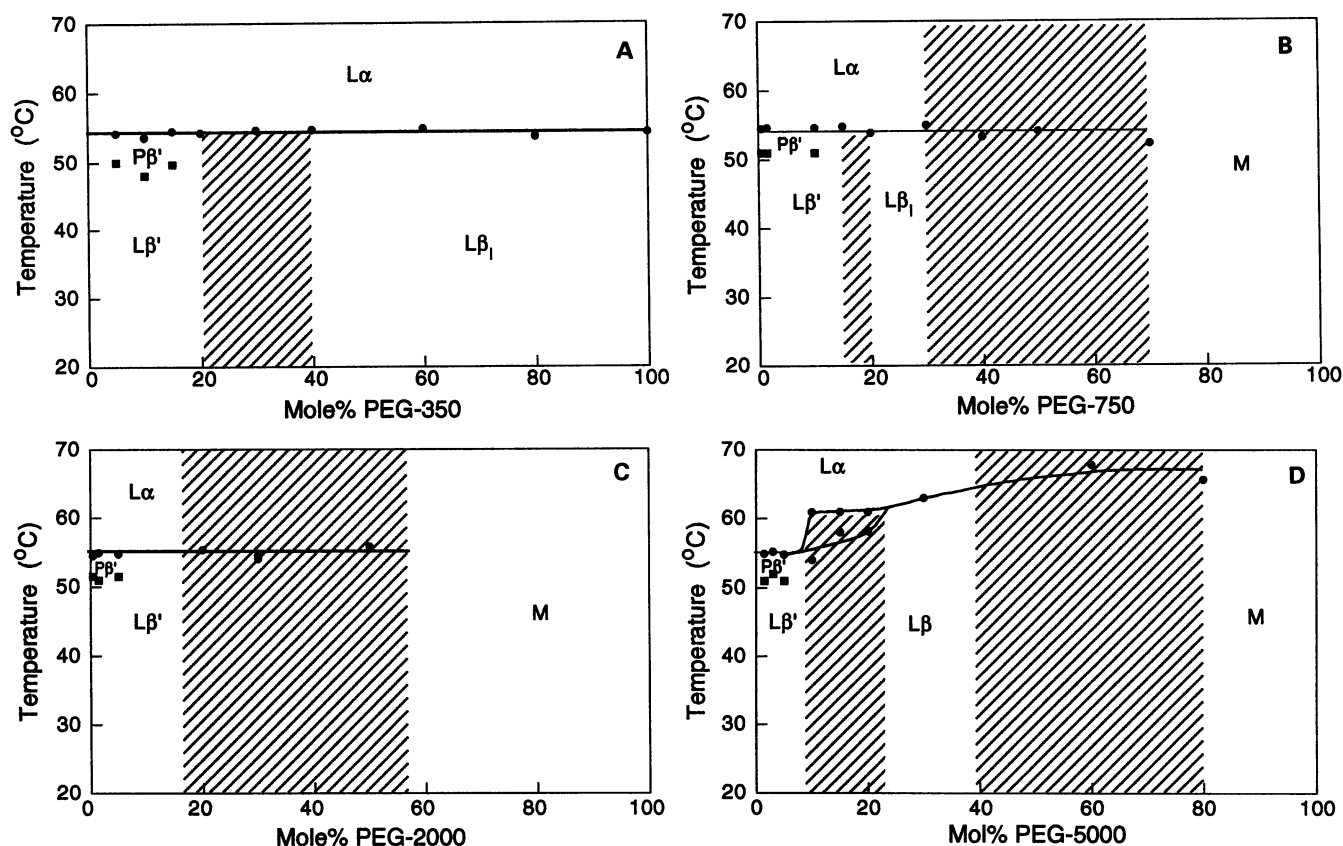 A
Temperature (°C)
70
60
50
40
30
20
Lα
Pβ'
Lβ'
LβI
0 20 40 60 80 100
Mole% PEG-350
B
Temperature (°C)
70
60
50
40
30
20
Lα
Pβ'
Lβ'
LβI
M
0 20 40 60 80 100
Mole% PEG-750
C
Temperature (°C)
70
60
50
40
30
20
Lα
Pβ'
Lβ'
M
0 20 40 60 80 100
Mole% PEG-2000
D
Temperature (°C)
70
60
50
40
30
20
Lα
Pβ'
Lβ'
Lβ
M
0 20 40 60 80 100
Mol% PEG-5000